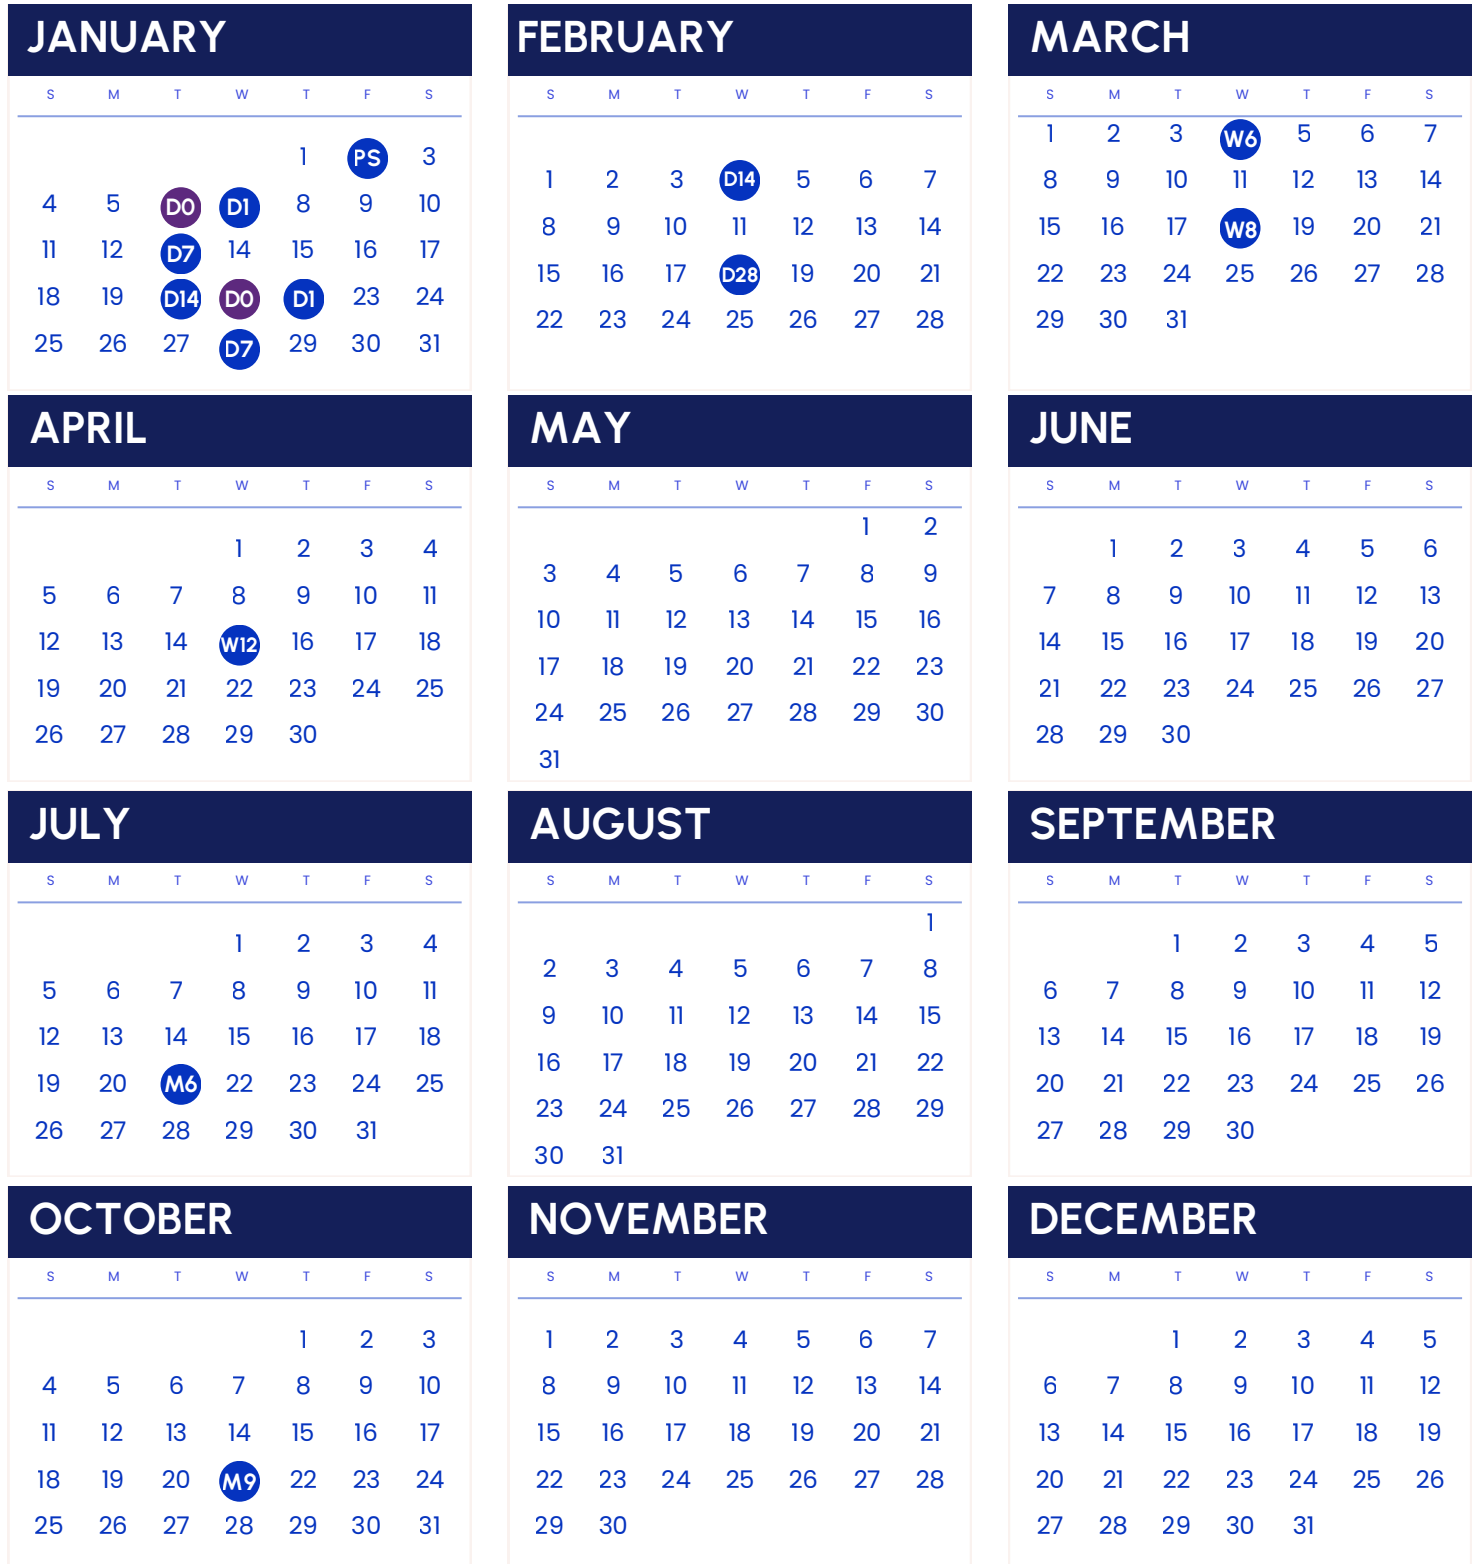 JANUARY
S M T W T F S
1 PS 3
4 5 D0 D1 8 9 10
11 12 D7 14 15 16 17
18 19 D14 D0 D1 23 24
25 26 27 D7 29 30 31
FEBRUARY
S M T W T F S
1 2 3 D14 5 6 7
8 9 10 11 12 13 14
15 16 17 D28 19 20 21
22 23 24 25 26 27 28
MARCH
S M T W T F S
1 2 3 W6 5 6 7
8 9 10 11 12 13 14
15 16 17 W8 19 20 21
22 23 24 25 26 27 28
29 30 31
APRIL
S M T W T F S
1 2 3 4
5 6 7 8 9 10 11
12 13 14 W12 16 17 18
19 20 21 22 23 24 25
26 27 28 29 30
MAY
S M T W T F S
1 2
3 4 5 6 7 8 9
10 11 12 13 14 15 16
17 18 19 20 21 22 23
24 25 26 27 28 29 30
31
JUNE
S M T W T F S
1 2 3 4 5 6
7 8 9 10 11 12 13
14 15 16 17 18 19 20
21 22 23 24 25 26 27
28 29 30
JULY
S M T W T F S
1 2 3 4
5 6 7 8 9 10 11
12 13 14 15 16 17 18
19 20 M6 22 23 24 25
26 27 28 29 30 31
AUGUST
S M T W T F S
1
2 3 4 5 6 7 8
9 10 11 12 13 14 15
16 17 18 19 20 21 22
23 24 25 26 27 28 29
30 31
SEPTEMBER
S M T W T F S
1 2 3 4 5
6 7 8 9 10 11 12
13 14 15 16 17 18 19
20 21 22 23 24 25 26
27 28 29 30
OCTOBER
S M T W T F S
1 2 3
4 5 6 7 8 9 10
11 12 13 14 15 16 17
18 19 20 M9 22 23 24
25 26 27 28 29 30 31
NOVEMBER
S M T W T F S
1 2 3 4 5 6 7
8 9 10 11 12 13 14
15 16 17 18 19 20 21
22 23 24 25 26 27 28
29 30
DECEMBER
S M T W T F S
1 2 3 4 5
6 7 8 9 10 11 12
13 14 15 16 17 18 19
20 21 22 23 24 25 26
27 28 29 30 31